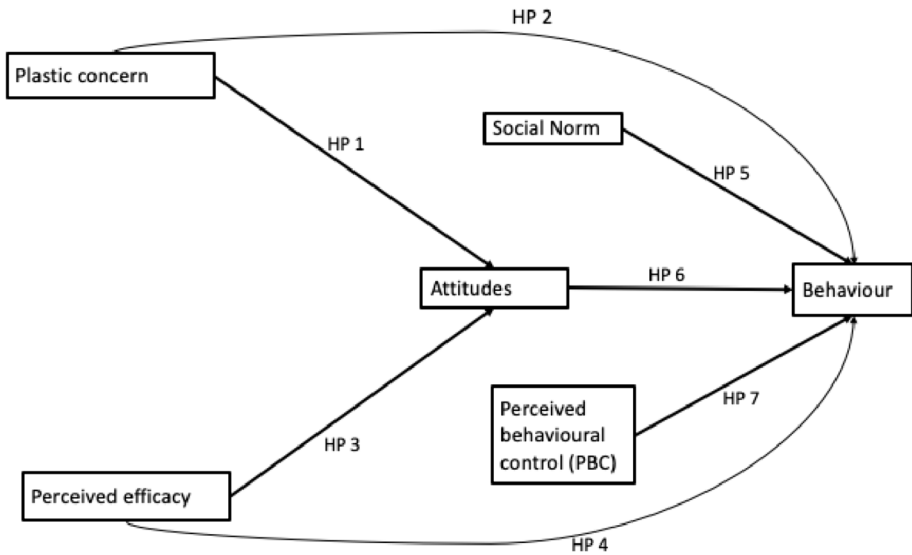 HP 2
Plastic concern
Social Norm
HP 1
HP 5
HP 6
Attitudes
Behaviour
HP 7
Perceived
behavioural
control (PBC)
HP 3
Perceived efficacy
HP 4